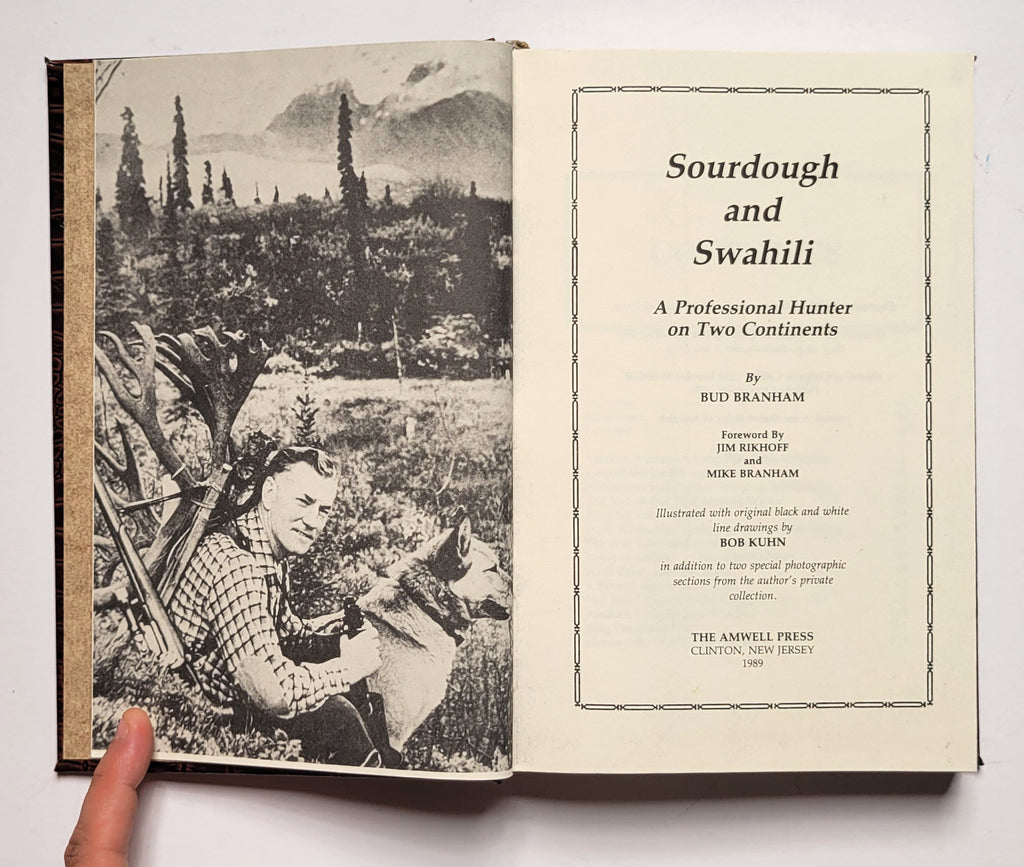 Sourdough
and
Swahili
A Professional Hunter
on Two Continents
By
BUD BRANHAM
Foreword By
JIM RIKHOFF
and
MIKE BRANHAM
Illustrated with original black and white
line drawings by
BOB KUHN
in addition to two special photographic
sections from the author's private
collection.
THE AMWELL PRESS
CLINTON, NEW JERSEY
1989